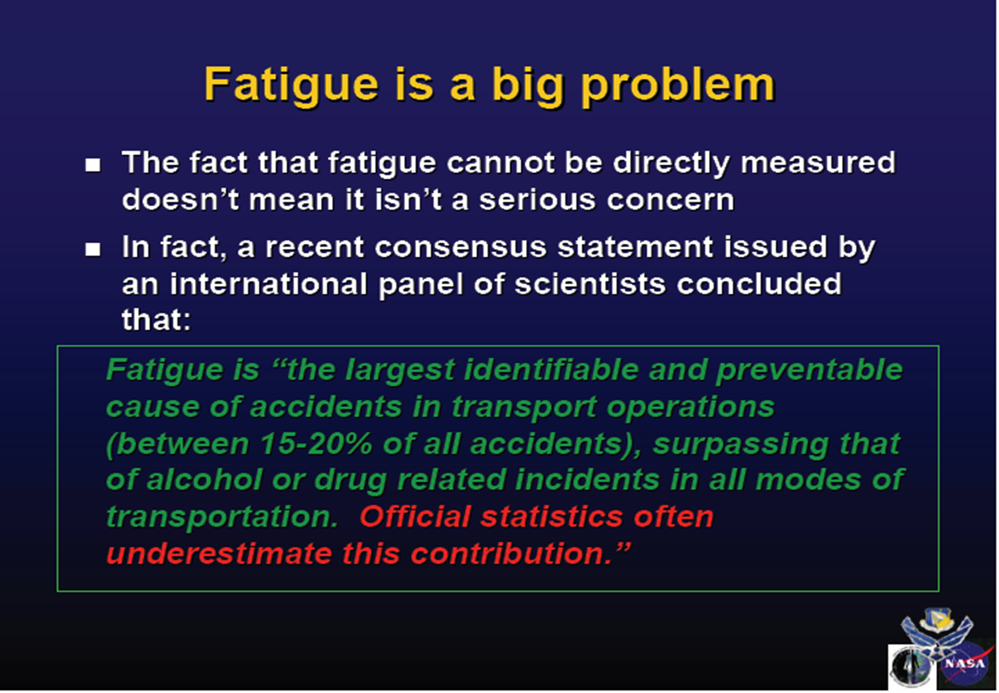 Fatigue is a big problem
■ The fact that fatigue cannot be directly measured
doesn’t mean it isn’t a serious concern
■ In fact, a recent consensus statement issued by
an international panel of scientists concluded
that:
Fatigue is “the largest identifiable and preventable
cause of accidents in transport operations
(between 15-20% of all accidents), surpassing that
of alcohol or drug related incidents in all modes of
transportation.  Official statistics often
underestimate this contribution.”
NASA